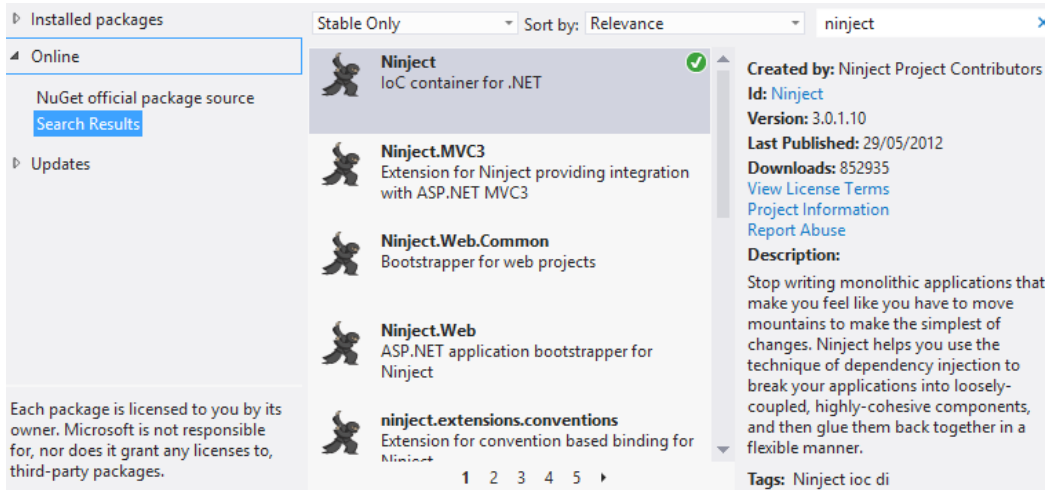 Installed packages
Online
NuGet official package source
Search Results
Updates
Each package is licensed to you by its
owner. Microsoft is not responsible
for, nor does it grant any licenses to,
third-party packages.
Stable Only
Sort by: Relevance
ninject
Ninject
IoC container for .NET
Ninject.MVC3
Extension for Ninject providing integration
with ASP.NET MVC3
Ninject.Web.Common
Bootstrapper for web projects
Ninject.Web
ASP.NET application bootstrapper for
Ninject
ninject.extensions.conventions
Extension for convention based binding for
Ninject
1 2 3 4 5
Created by: Ninject Project Contributors
Id: Ninject
Version: 3.0.1.10
Last Published: 29/05/2012
Downloads: 852935
View License Terms
Project Information
Report Abuse
Description:
Stop writing monolithic applications that
make you feel like you have to move
mountains to make the simplest of
changes. Ninject helps you use the
technique of dependency injection to
break your applications into loosely-
coupled, highly-cohesive components,
and then glue them back together in a
flexible manner.
Tags: Ninject ioc di